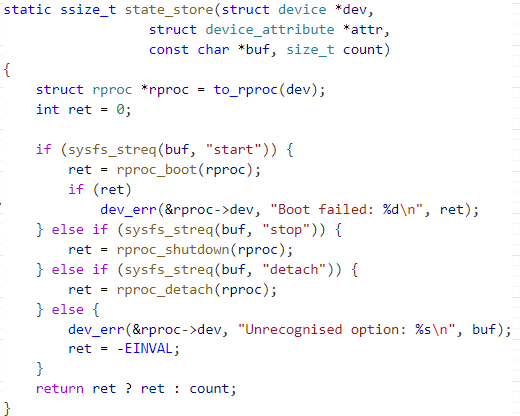 static ssize_t state_store(struct device *dev,
                  struct device_attribute *attr,
                  const char *buf, size_t count)
{
    struct rproc *rproc = to_rproc(dev);
    int ret = 0;

    if (sysfs_streq(buf, "start")) {
        ret = rproc_boot(rproc);
        if (ret)
            dev_err(&rproc->dev, "Boot failed: %d\n", ret);
    } else if (sysfs_streq(buf, "stop")) {
        ret = rproc_shutdown(rproc);
    } else if (sysfs_streq(buf, "detach")) {
        ret = rproc_detach(rproc);
    } else {
        dev_err(&rproc->dev, "Unrecognised option: %s\n", buf);
        ret = -EINVAL;
    }
    return ret ? ret : count;
}